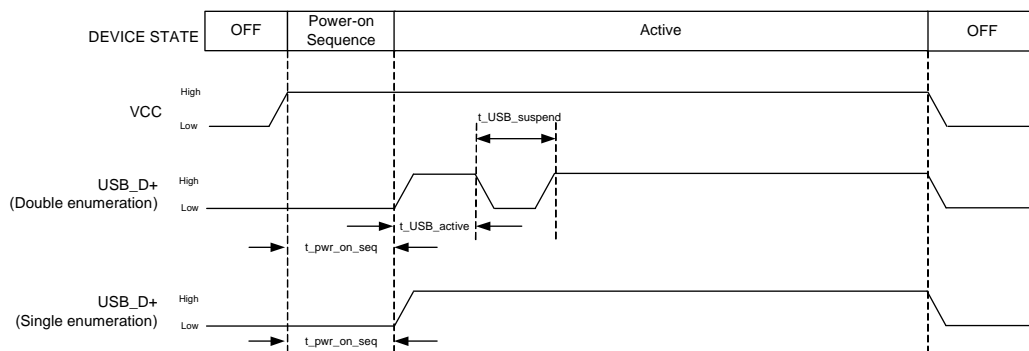 DEVICE STATE
OFF
Power-on
Sequence
Active
OFF
VCC
High
Low
t_USB_suspend
USB_D+
(Double enumeration)
High
Low
t_USB_active
t_pwr_on_seq
USB_D+
(Single enumeration)
High
Low
t_pwr_on_seq